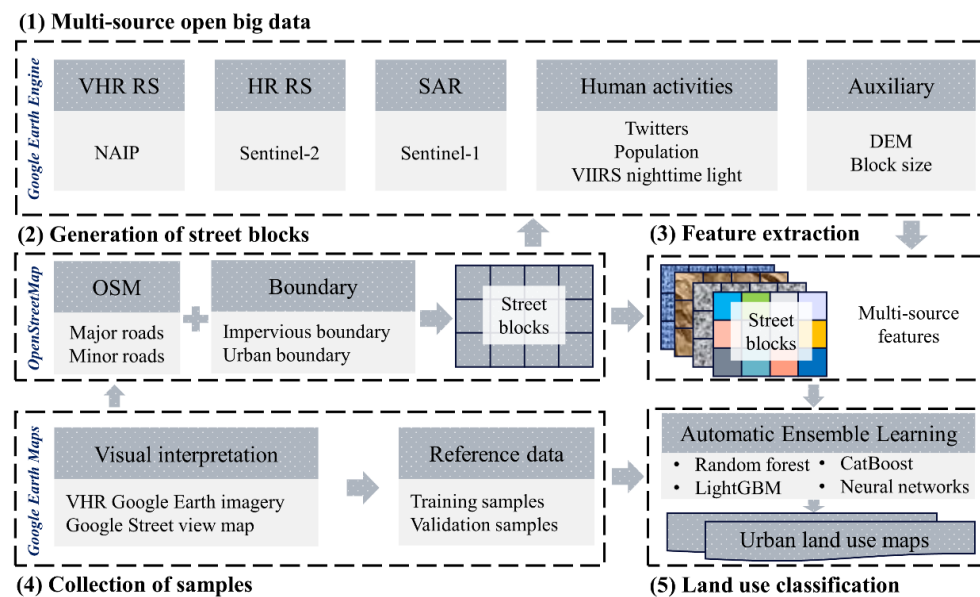 (1) Multi-source open big data
Google Earth Engine
VHR RS
NAIP
HR RS
Sentinel-2
SAR
Sentinel-1
Human activities
Twitters
Population
VIIRS nighttime light
Auxiliary
DEM
Block size
(2) Generation of street blocks
OpenStreetMap
OSM
Major roads
Minor roads
Boundary
Impervious boundary
Urban boundary
Street
blocks
(3) Feature extraction
Street
blocks
Multi-source
features
Google Earth Maps
Visual interpretation
VHR Google Earth imagery
Google Street view map
Reference data
Training samples
Validation samples
(4) Collection of samples
Automatic Ensemble Learning
• Random forest
• LightGBM
• CatBoost
• Neural networks
Urban land use maps
(5) Land use classification